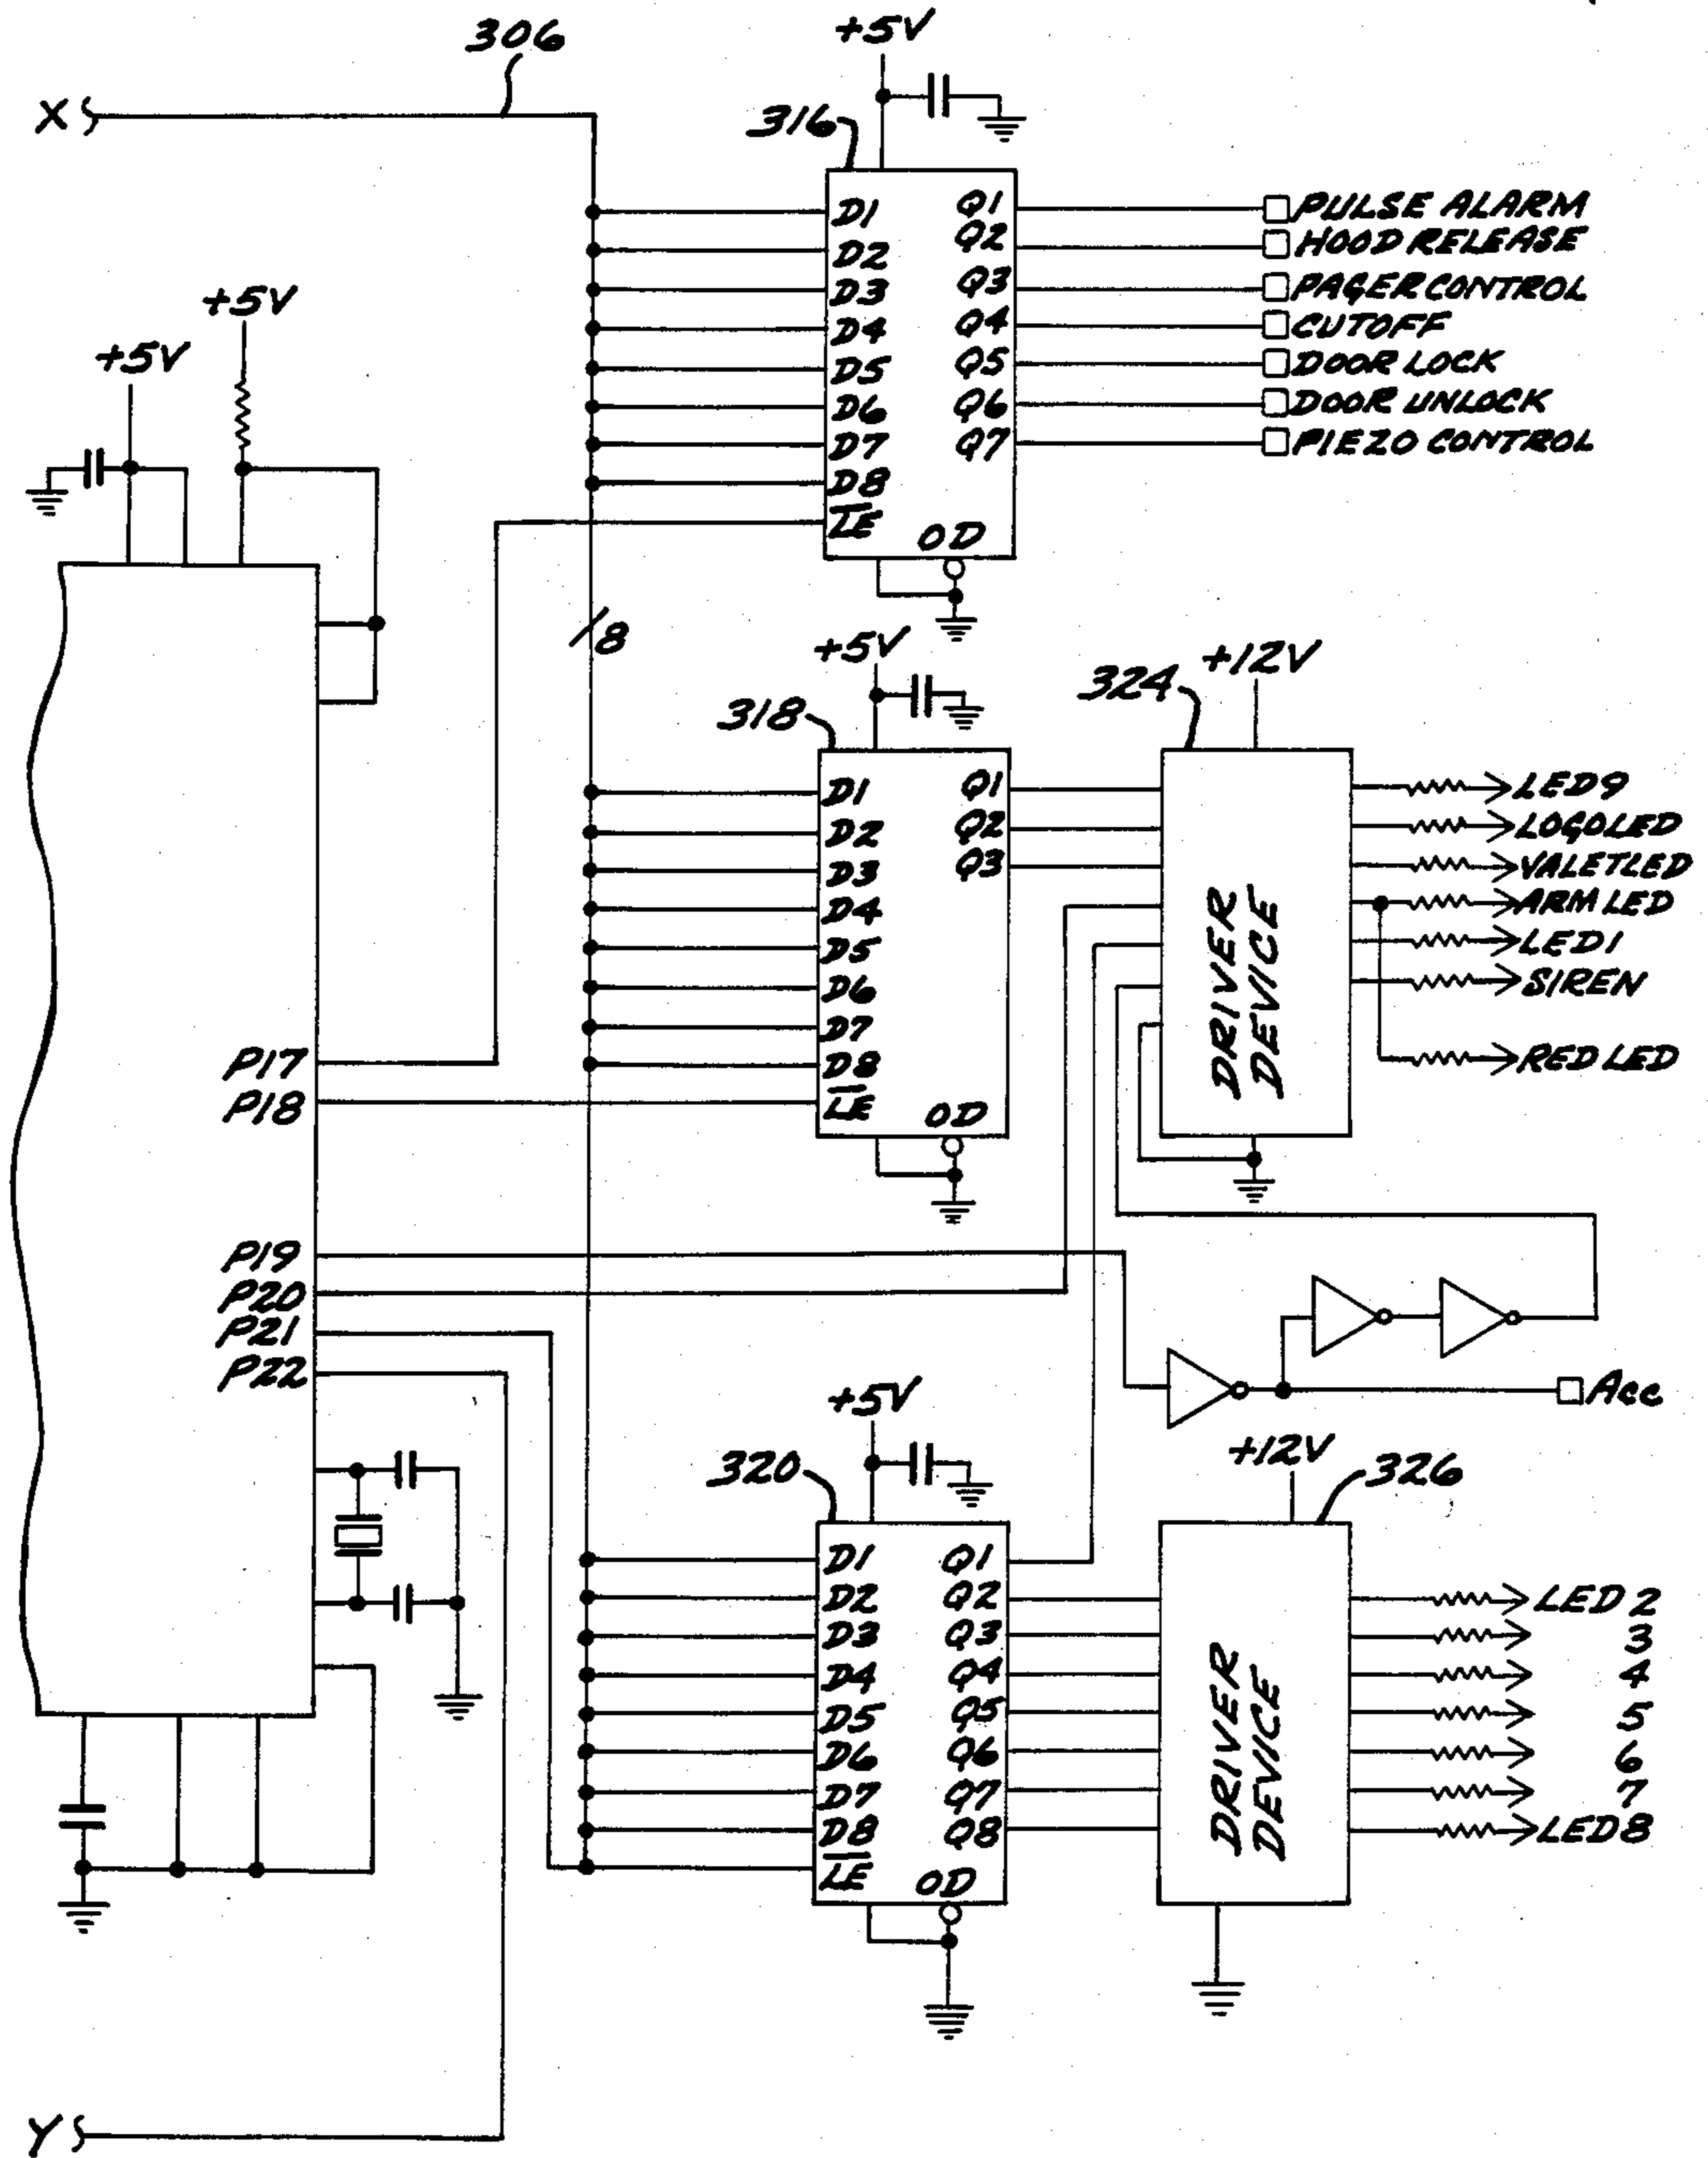 306
X
+5V
316
D1 Q1 PULSE ALARM
D2 Q2 HOOD RELEASE
D3 Q3 PAGER CONTROL
D4 Q4 CUTOFF
D5 Q5 DOOR LOCK
D6 Q6 DOOR UNLOCK
D7 Q7 PIEZO CONTROL
D8
LE
OD
+5V
+5V
8
+5V
318
324
+12V
D1 Q1
D2 Q2
D3 Q3
D4
D5
D6
D7
D8
LE
OD
DRIVER
DEVICE
LED9
LOGOLED
VALETLED
ARM LED
LED1
SIREN
RED LED
P17
P18
P19
P20
P21
P22
Acc
+5V
320
+12V
326
D1 Q1
D2 Q2
D3 Q3
D4 Q4
D5 Q5
D6 Q6
D7 Q7
D8 Q8
LE
OD
DRIVER
DEVICE
LED 2
3
4
5
6
7
LED8
Y